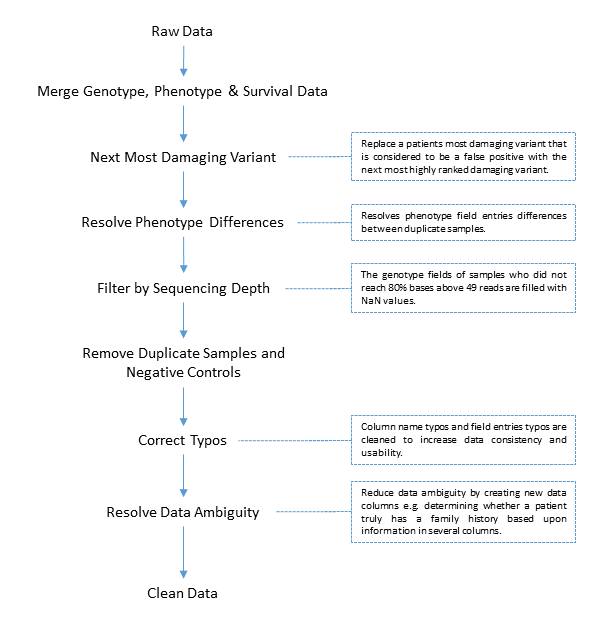 Raw Data
Merge Genotype, Phenotype & Survival Data
Next Most Damaging Variant
Replace a patients most damaging variant that
is considered to be a false positive with the
next most highly ranked damaging variant.
Resolve Phenotype Differences
Resolves phenotype field entries differences
between duplicate samples.
Filter by Sequencing Depth
The genotype fields of samples who did not
reach 80% bases above 49 reads are filled with
NaN values.
Remove Duplicate Samples and
Negative Controls
Correct Typos
Column name typos and field entries typos are
cleaned to increase data consistency and
usability.
Resolve Data Ambiguity
Reduce data ambiguity by creating new data
columns e.g. determining whether a patient
truly has a family history based upon
information in several columns.
Clean Data